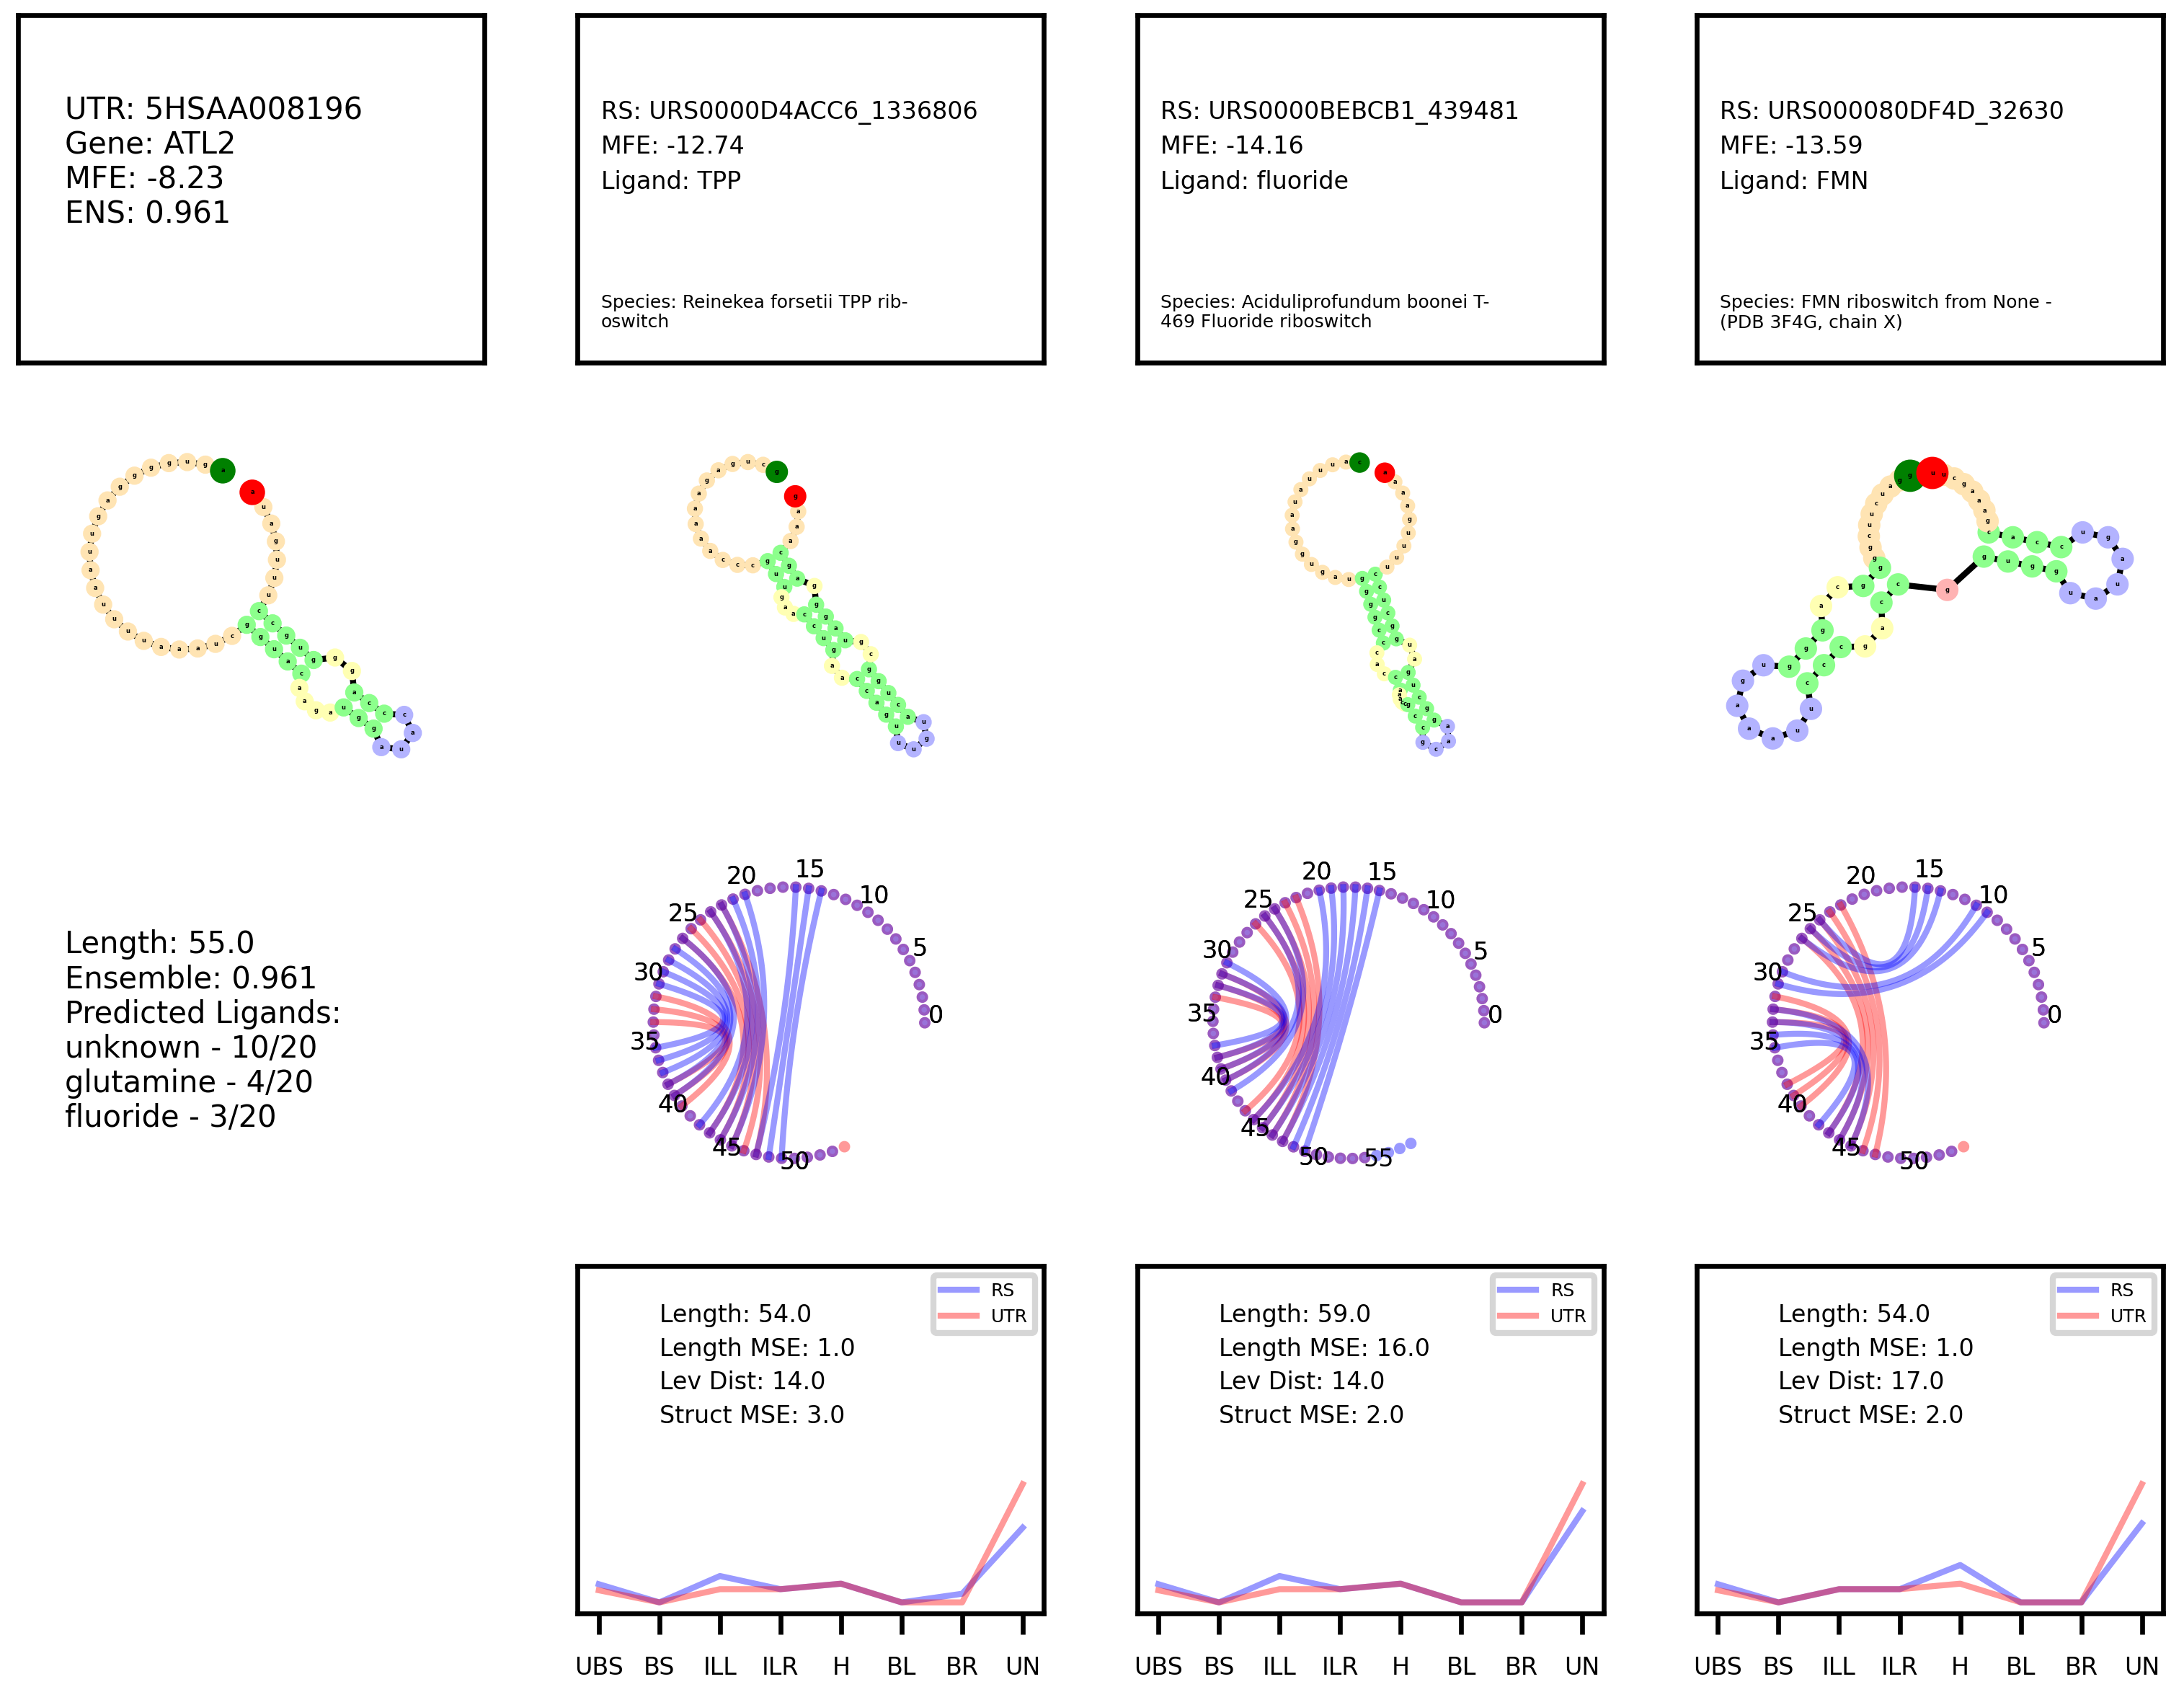 UTR: 5HSAA008196
Gene: ATL2
MFE: -8.23
ENS: 0.961
RS: URS0000D4ACC6_1336806
MFE: -12.74
Ligand: TPP
Species: Reinekea forsetii TPP rib-
oswitch
RS: URS0000BEBCB1_439481
MFE: -14.16
Ligand: fluoride
Species: Aciduliprofundum boonei T-
469 Fluoride riboswitch
RS: URS000080DF4D_32630
MFE: -13.59
Ligand: FMN
Species: FMN riboswitch from None -
(PDB 3F4G, chain X)
Length: 55.0
Ensemble: 0.961
Predicted Ligands:
unknown - 10/20
glutamine - 4/20
fluoride - 3/20
0
5
10
15
20
25
30
35
40
45
50
0
5
10
15
20
25
30
35
40
45
50
55
0
5
10
15
20
25
30
35
40
45
50
RS
UTR
Length: 54.0
Length MSE: 1.0
Lev Dist: 14.0
Struct MSE: 3.0
UBS BS ILL ILR H BL BR UN
RS
UTR
Length: 59.0
Length MSE: 16.0
Lev Dist: 14.0
Struct MSE: 2.0
UBS BS ILL ILR H BL BR UN
RS
UTR
Length: 54.0
Length MSE: 1.0
Lev Dist: 17.0
Struct MSE: 2.0
UBS BS ILL ILR H BL BR UN